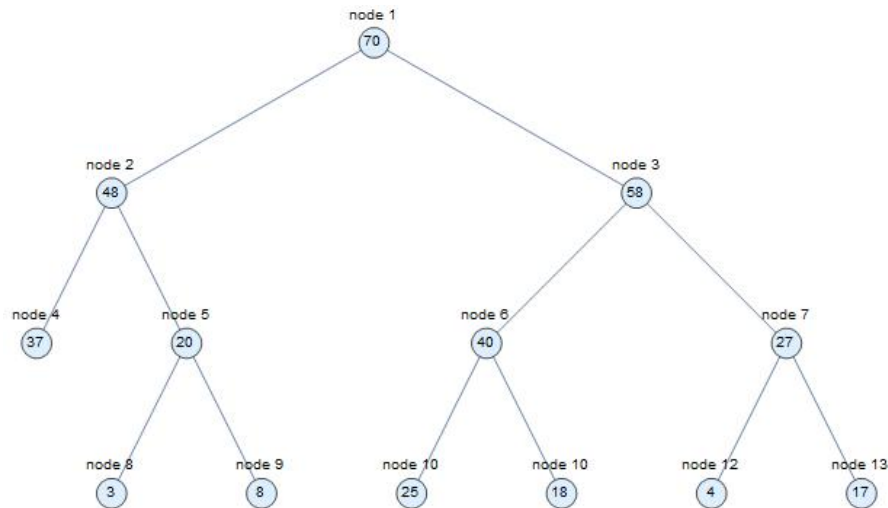 node 1
70
node 2
node 3
48
58
node 4
node 5
node 6
node 7
37
20
40
27
node 8
node 9
node 10
node 10
node 12
node 13
3
8
25
18
4
17